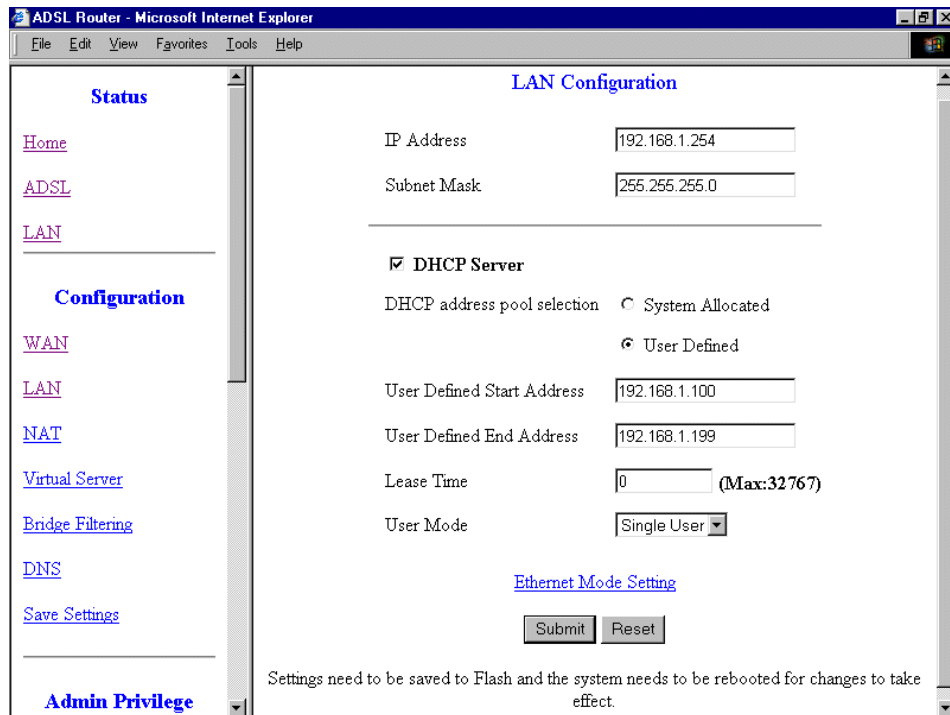 ADSL Router - Microsoft Internet Explorer
File Edit View Favorites Tools Help
Status
Home
ADSL
LAN
Configuration
WAN
LAN
NAT
Virtual Server
Bridge Filtering
DNS
Save Settings
Admin Privilege
LAN Configuration
IP Address 192.168.1.254
Subnet Mask 255.255.255.0
DHCP Server
DHCP address pool selection System Allocated
User Defined
User Defined Start Address 192.168.1.100
User Defined End Address 192.168.1.199
Lease Time 0 (Max:32767)
User Mode Single User
Ethernet Mode Setting
Submit Reset
Settings need to be saved to Flash and the system needs to be rebooted for changes to take
effect.